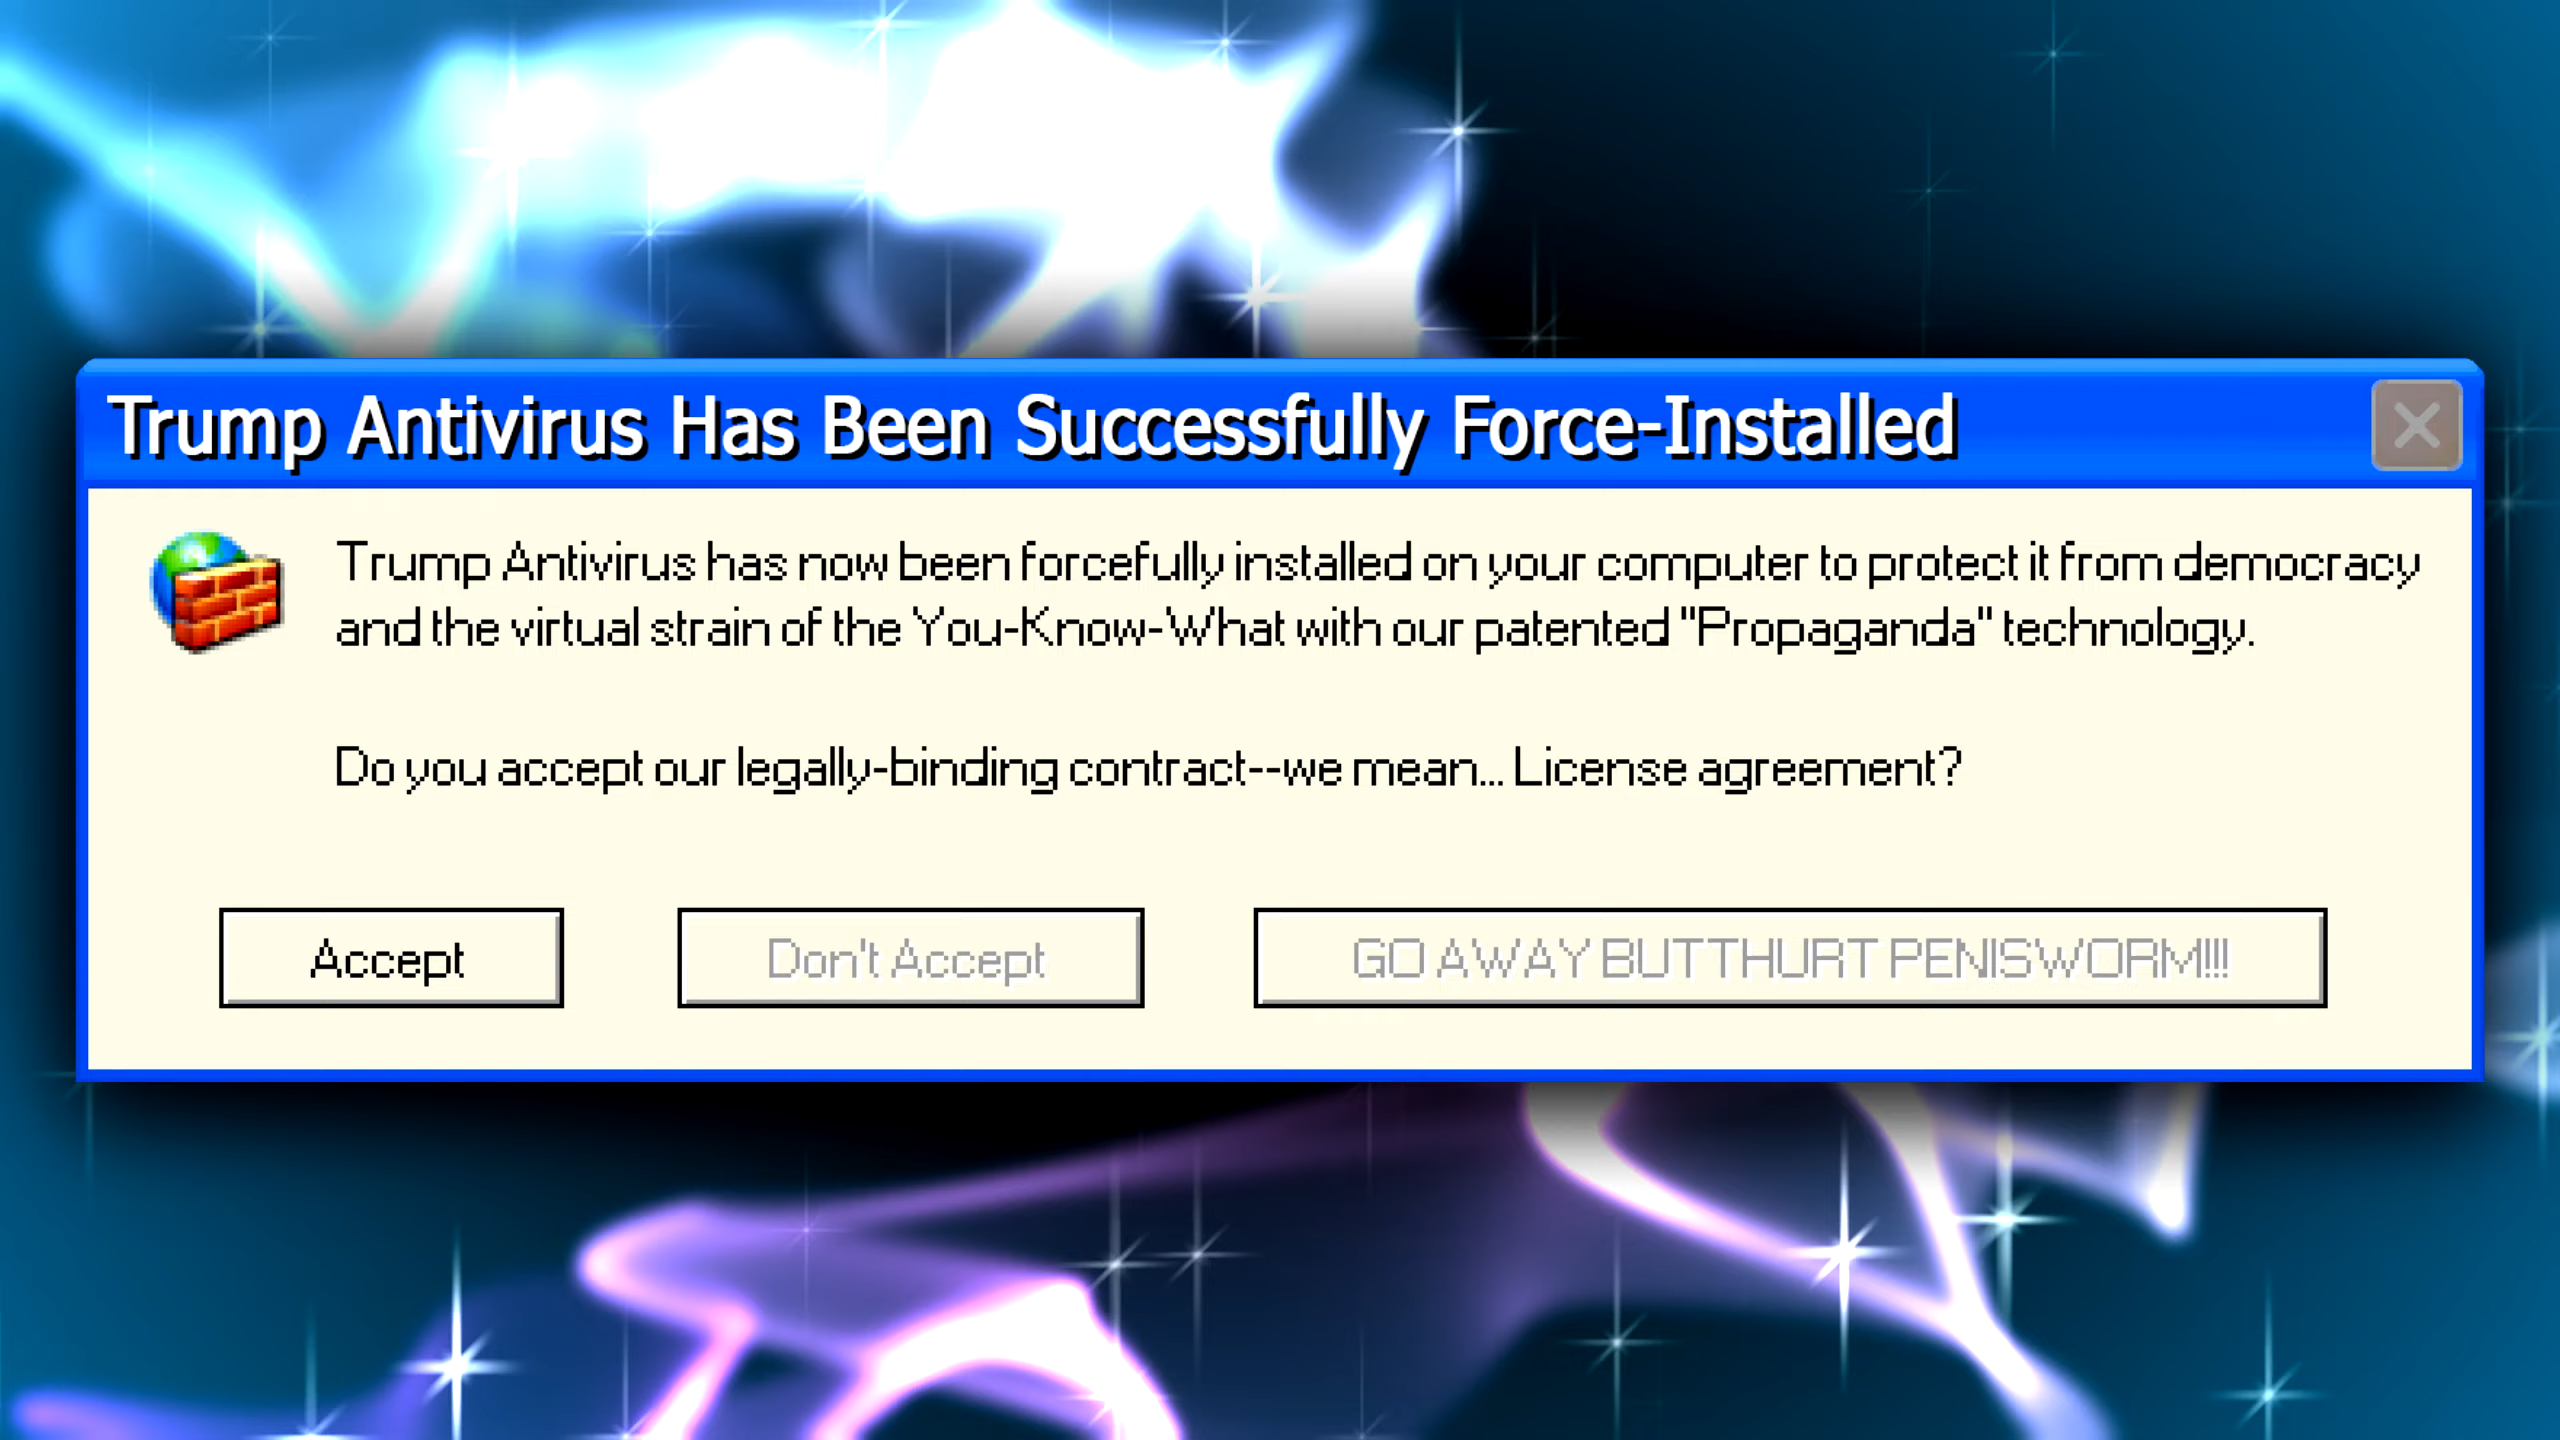 Trump Antivirus Has Been Successfully Force-Installed
Trump Antivirus has now been forcefully installed on your computer to protect it from democracy
and the virtual strain of the You-Know-What with our patented "Propaganda" technology.
Do you accept our legally-binding contract--we mean... License agreement?
Accept
Don't Accept
GO AWAY BUTTHURT PENISWORM!!!